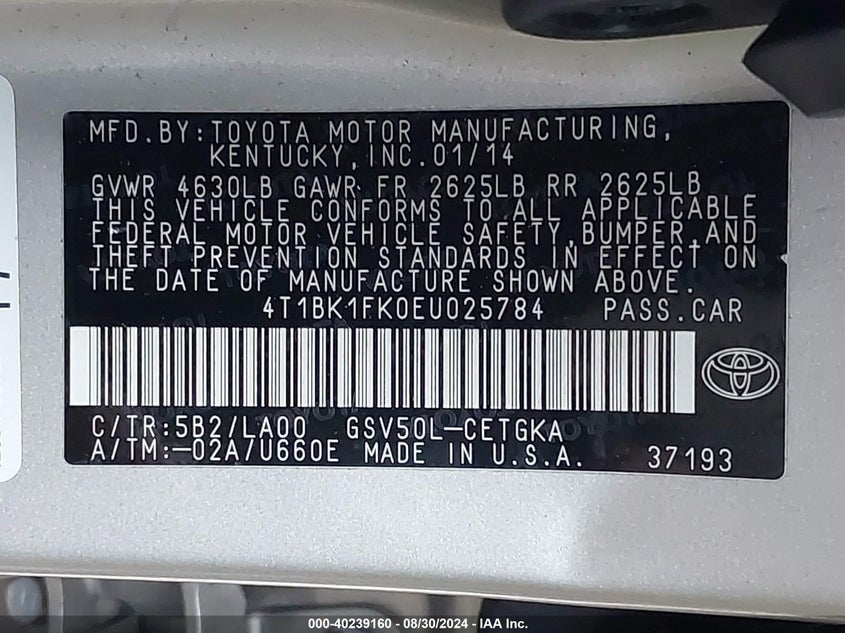 MFD.BY:TOYOTA MOTOR MANUFACTURING,
KENTUCKY,INC.01/14
GVWR 4630LB GAWR FR 2625LB RR 2625LB
THIS VEHICLE CONFORMS TO ALL APPLICABLE
FEDERAL MOTOR VEHICLE SAFETY,BUMPER,AND
THEFT PREVENTION STANDARDS IN EFFECT ON
THE DATE OF MANUFACTURE SHOWN ABOVE.
4T1BK1FK0EU025784 PASS.CAR
C/TR:5B2/LA00 GSV50L-CETGKA
A/TM:-02A/U660E MADE IN U.S.A. 37193
000-40239160 - 08/30/2024 - IAA Inc.